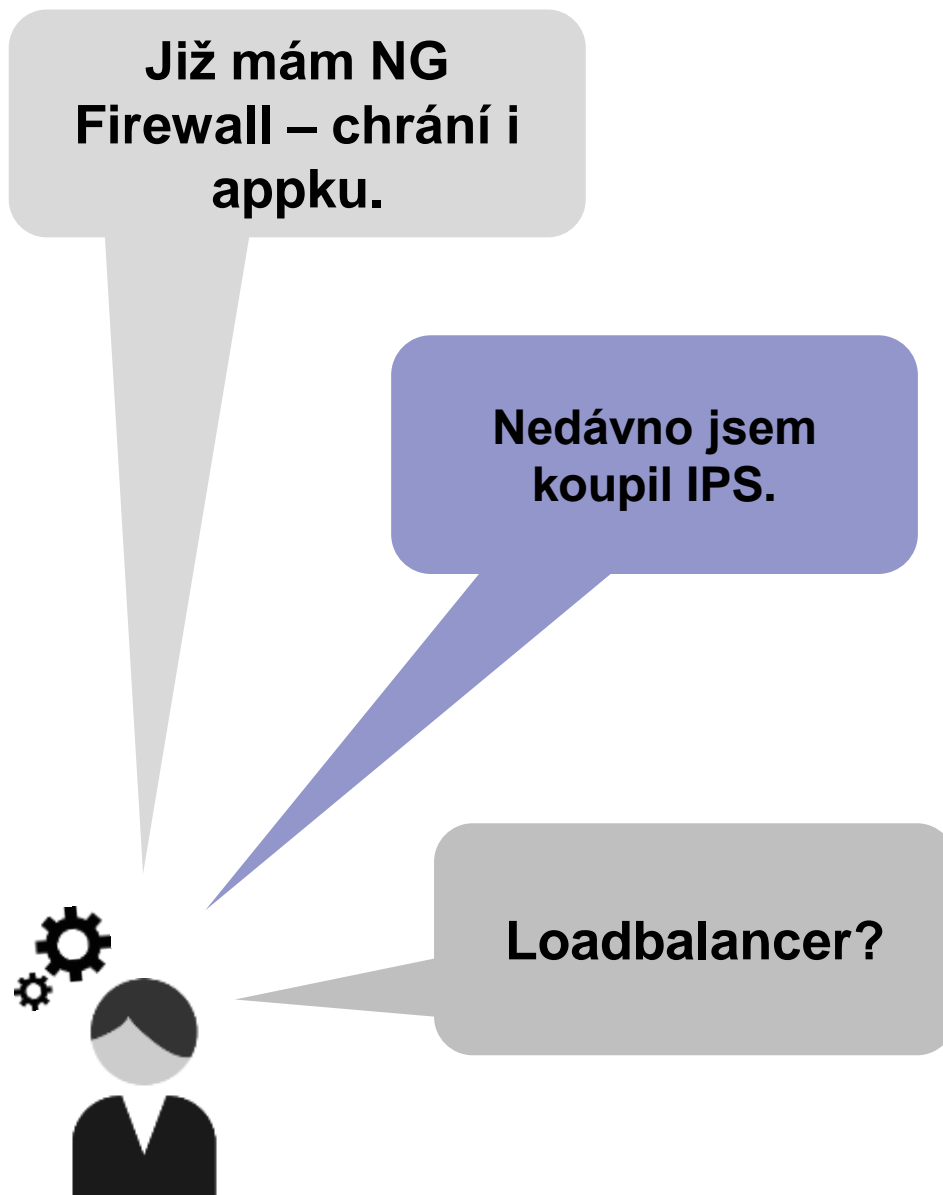 Již mám NG
Firewall – chrání i
appku.
Nedávno jsem
koupil IPS.
Loadbalancer?